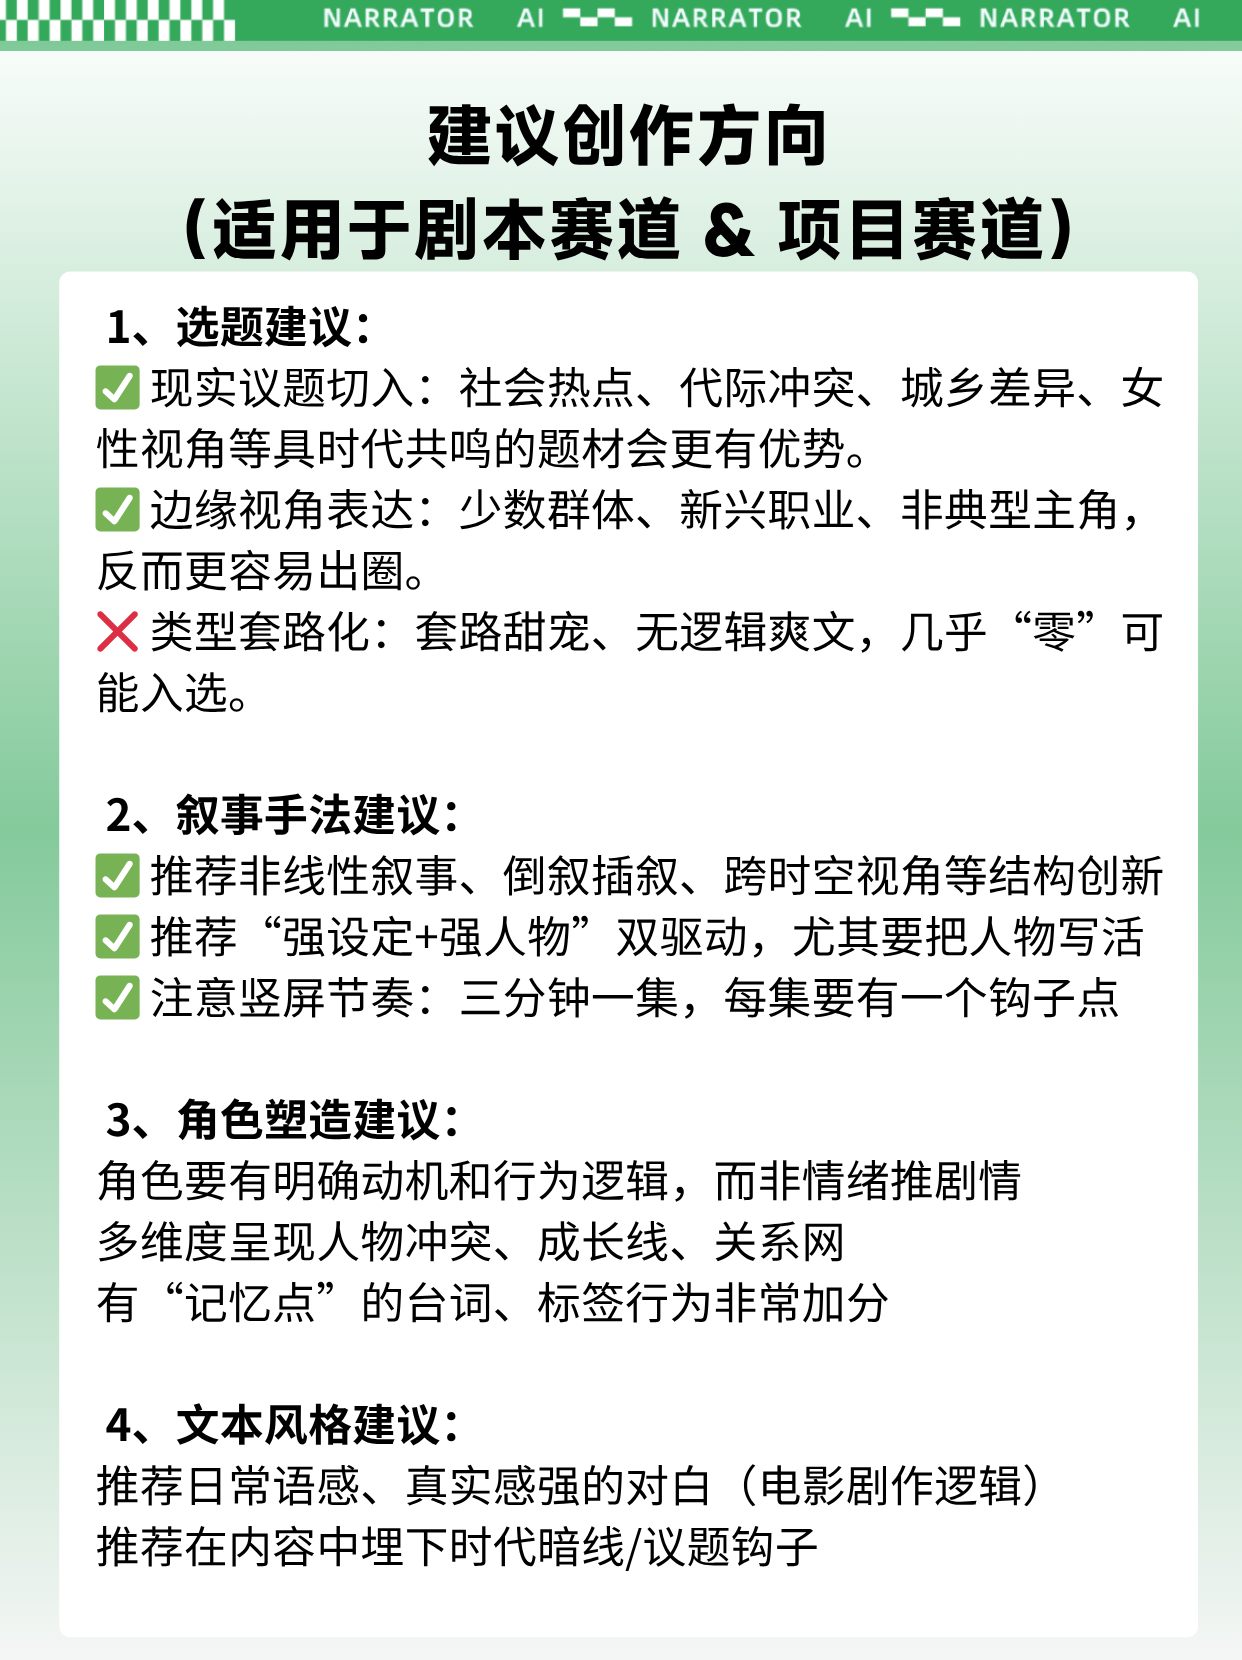 NARRATOR AI NARRATOR AI NARRATOR AI
建议创作方向
(适用于剧本赛道 & 项目赛道)
1、选题建议：
✅ 现实议题切入：社会热点、代际冲突、城乡差异、女
性视角等具时代共鸣的题材会更有优势。
✅ 边缘视角表达：少数群体、新兴职业、非典型主角，
反而更容易出圈。
❌ 类型套路化：套路甜宠、无逻辑爽文，几乎“零”可
能入选。
2、叙事手法建议：
✅ 推荐非线性叙事、倒叙插叙、跨时空视角等结构创新
✅ 推荐“强设定+强人物”双驱动，尤其要把人物写活
✅ 注意竖屏节奏：三分钟一集，每集要有一个钩子点
3、角色塑造建议：
角色要有明确动机和行为逻辑，而非情绪推剧情
多维度呈现人物冲突、成长线、关系网
有“记忆点”的台词、标签行为非常加分
4、文本风格建议：
推荐日常语感、真实感强的对白（电影剧作逻辑）
推荐在内容中埋下时代暗线/议题钩子